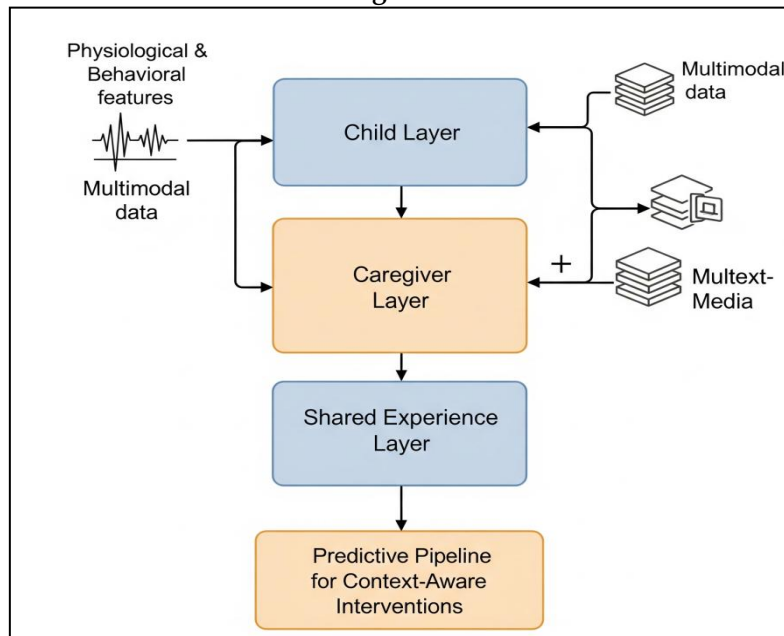 Physiological &
Behavioral
features
Multimodal
data
Child Layer
Multimodal
data
Caregiver
Layer
+
Multext-
Media
Shared Experience
Layer
Predictive Pipeline
for Context-Aware
Interventions